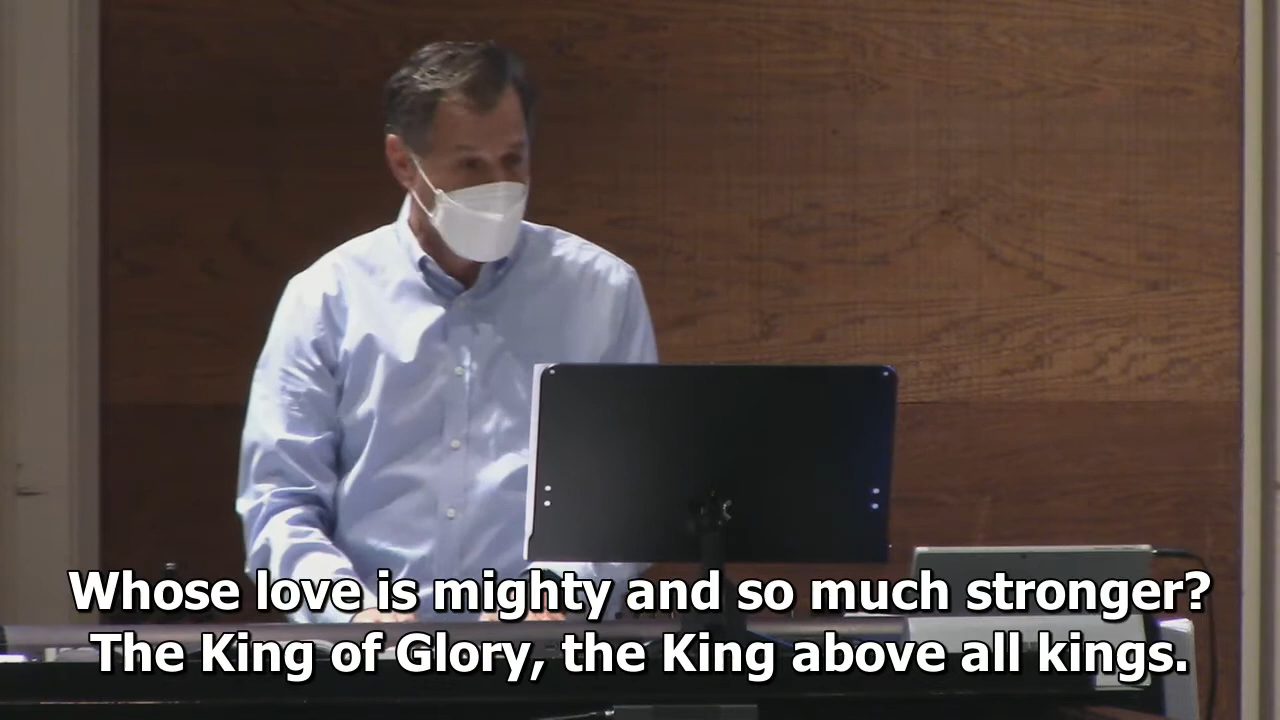 Whose love is mighty and so much stronger?
The King of Glory, the King above all kings.